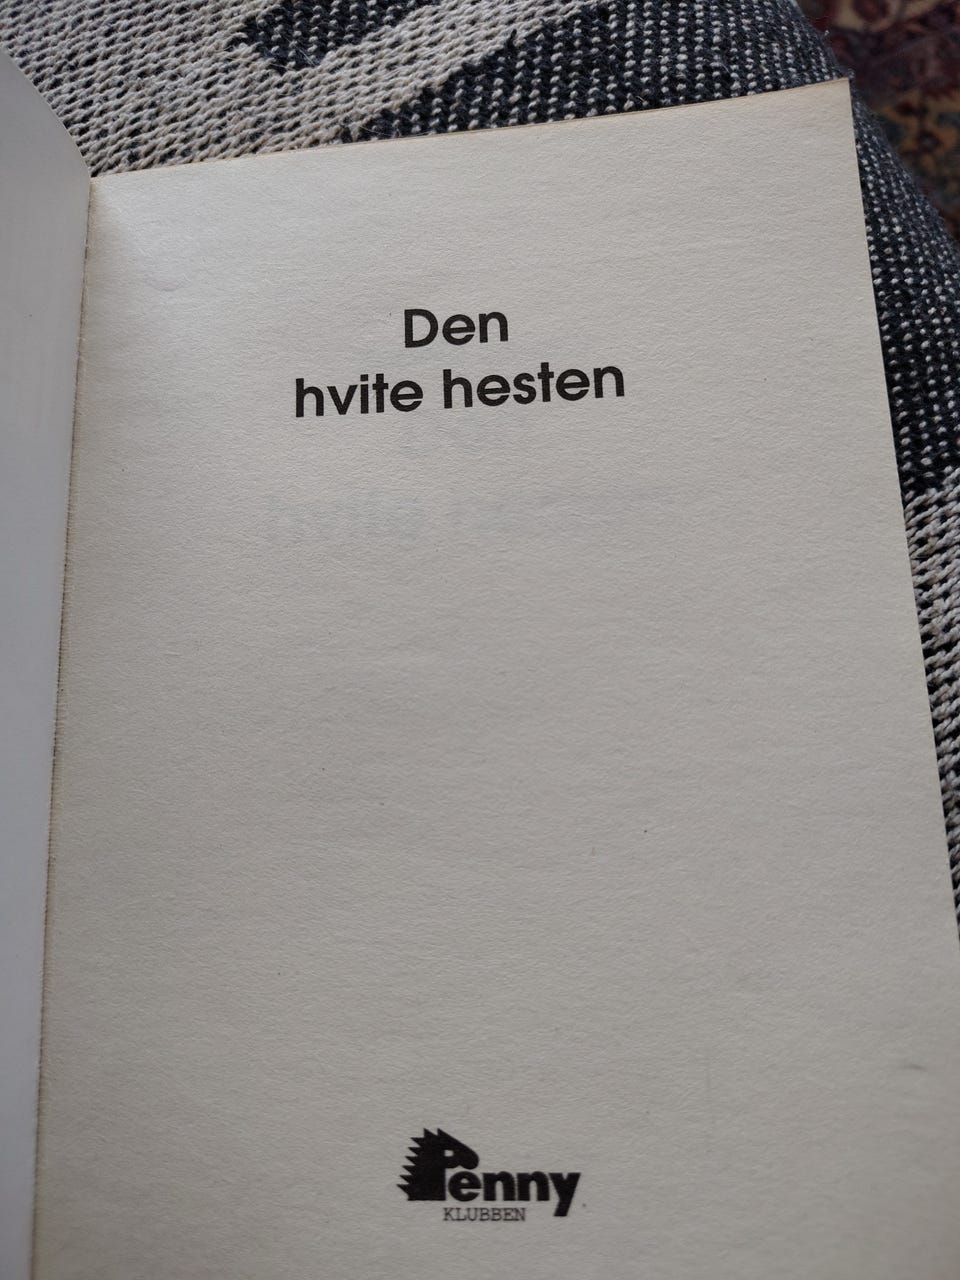 Den
hvite hesten
Penny
KLUBBEN